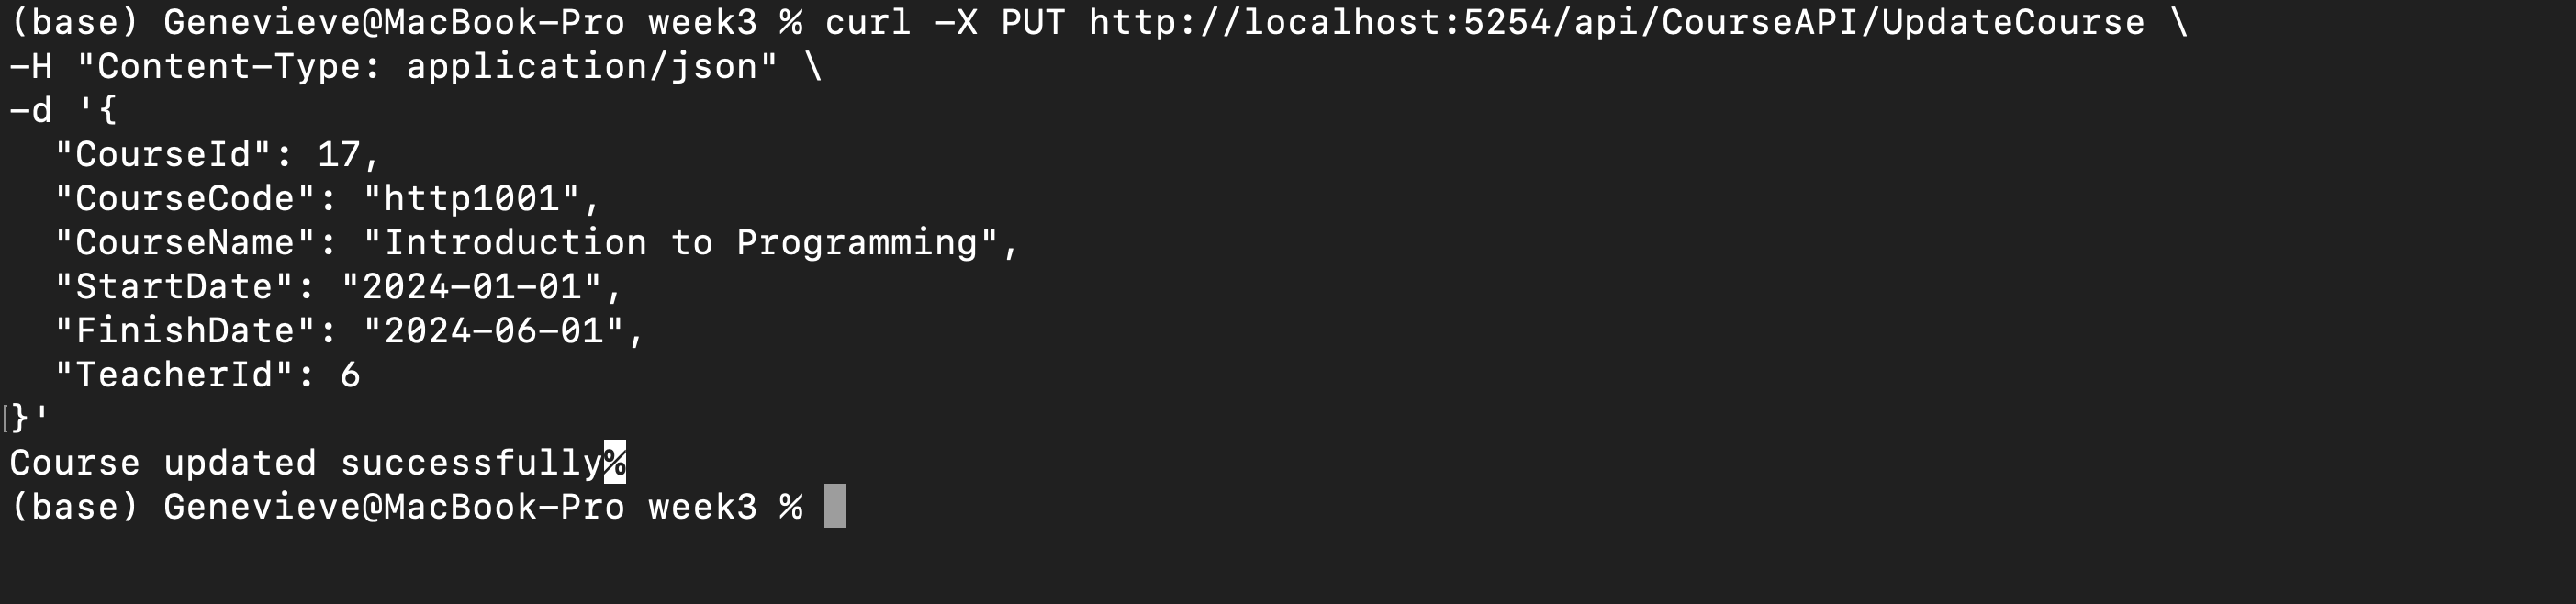 (base) Genevieve@MacBook-Pro week3 % curl -X PUT http://localhost:5254/api/CourseAPI/UpdateCourse \
-H "Content-Type: application/json" \
-d '{
  "CourseId": 17,
  "CourseCode": "http1001",
  "CourseName": "Introduction to Programming",
  "StartDate": "2024-01-01",
  "FinishDate": "2024-06-01",
  "TeacherId": 6
}'
Course updated successfully%
(base) Genevieve@MacBook-Pro week3 %